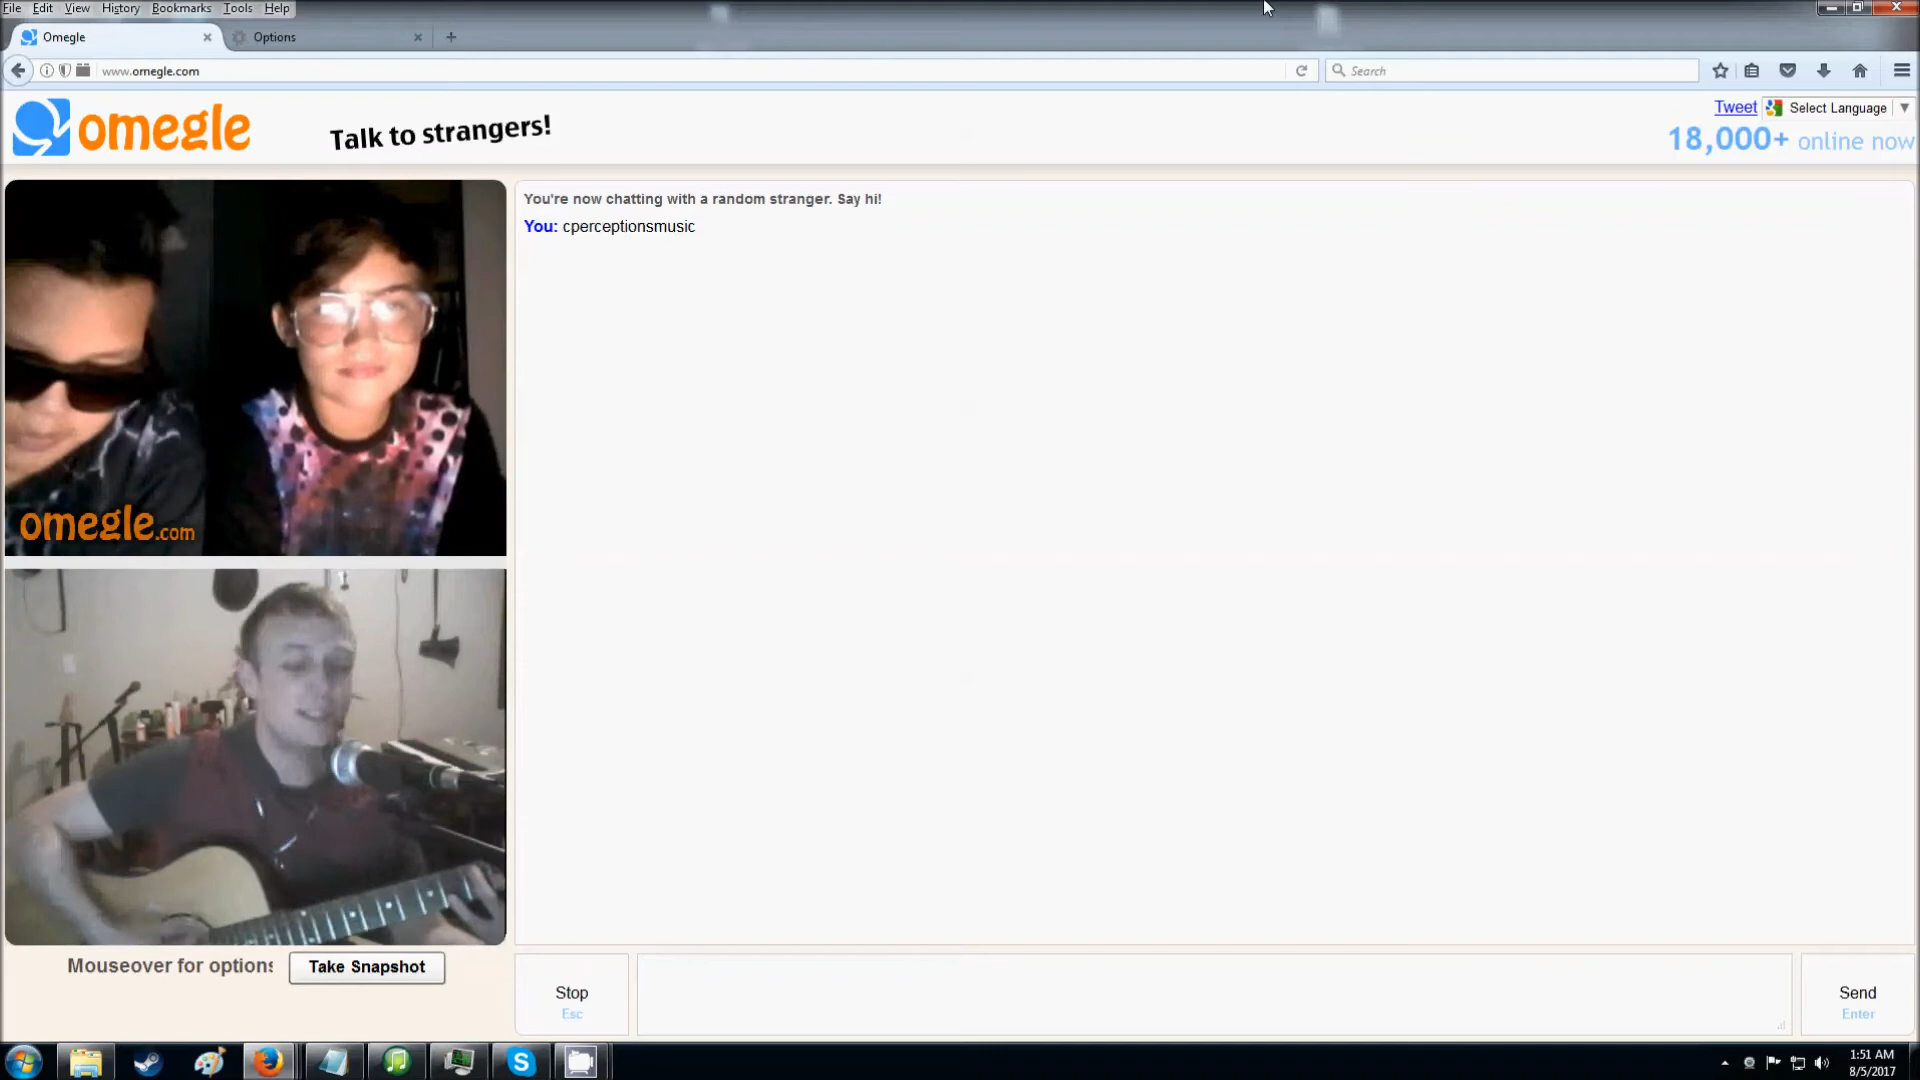 File Edit View History Bookmarks Tools Help
Omegle
Options
www.omegle.com
Search
omegle
Talk to strangers!
Tweet
Select Language
18,000+ online now
You're now chatting with a random stranger. Say hi!
You: cperceptionsmusic
omegle.com
Mouseover for options
Take Snapshot
Stop
Esc
Send
Enter
1:51 AM
8/5/2017